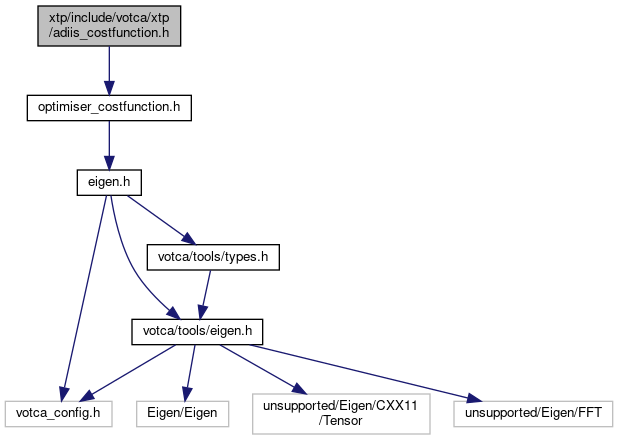 xtp/include/votca/xtp
/adiis_costfunction.h
optimiser_costfunction.h
eigen.h
votca/tools/types.h
votca/tools/eigen.h
votca_config.h
Eigen/Eigen
unsupported/Eigen/CXX11
/Tensor
unsupported/Eigen/FFT